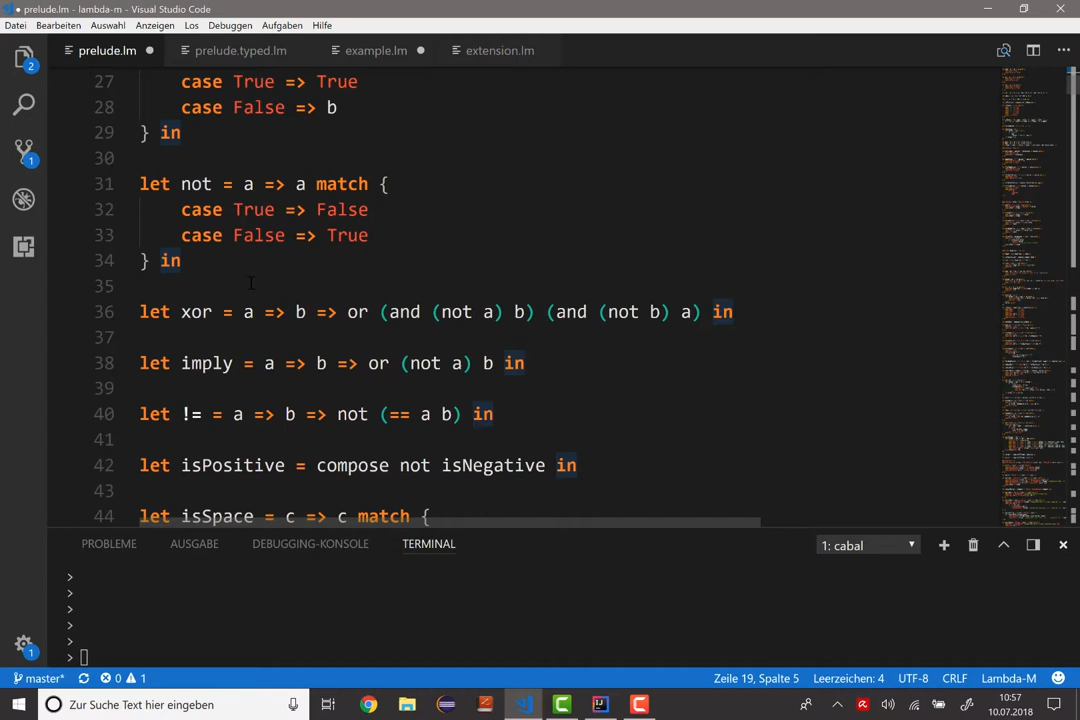 ● prelude.lm - lambda-m - Visual Studio Code
Datei Bearbeiten Auswahl Anzeigen Los Debuggen Aufgaben Hilfe
prelude.lm ● prelude.typed.lm example.lm ● extension.lm
27 case True => True
28 case False => b
29 } in
30
31 let not = a => a match {
32 case True => False
33 case False => True
34 } in
35
36 let xor = a => b => or (and (not a) b) (and (not b) a) in
37
38 let imply = a => b => or (not a) b in
39
40 let != = a => b => not (== a b) in
41
42 let isPositive = compose not isNegative in
43
44 let isSpace = c => c match {
PROBLEME AUSGABE DEBUGGING-KONSOLE TERMINAL 1: cabal
>
>
>
>
>
>
master* 0 1 Zeile 19, Spalte 5 Leerzeichen: 4 UTF-8 CRLF Lambda-M
Zur Suche Text hier eingeben
10:57
10.07.2018
2
1
1